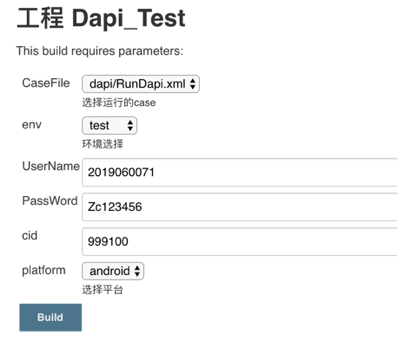 工程 Dapi_Test
This build requires parameters:
CaseFile dapi/RunDapi.xml
选择运行的case
env test
环境选择
UserName 2019060071
PassWord Zc123456
cid 999100
platform android
选择平台
Build